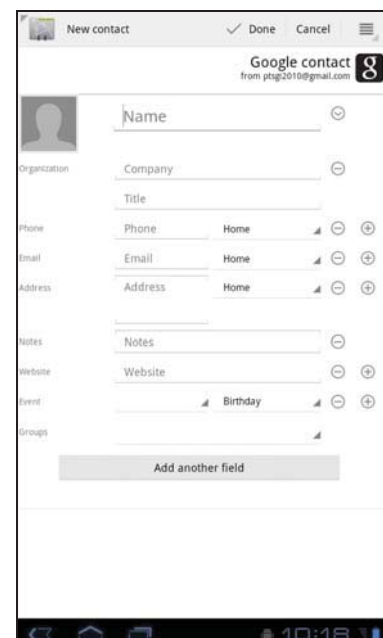 New contact Done Cancel
Google contact
from ptsgi2010@gmail.com
g
Name
Organization Company
Title
Phone Phone Home
Email Email Home
Address Address Home
Notes Notes
Website Website
Event Birthday
Groups
Add another field
10:18